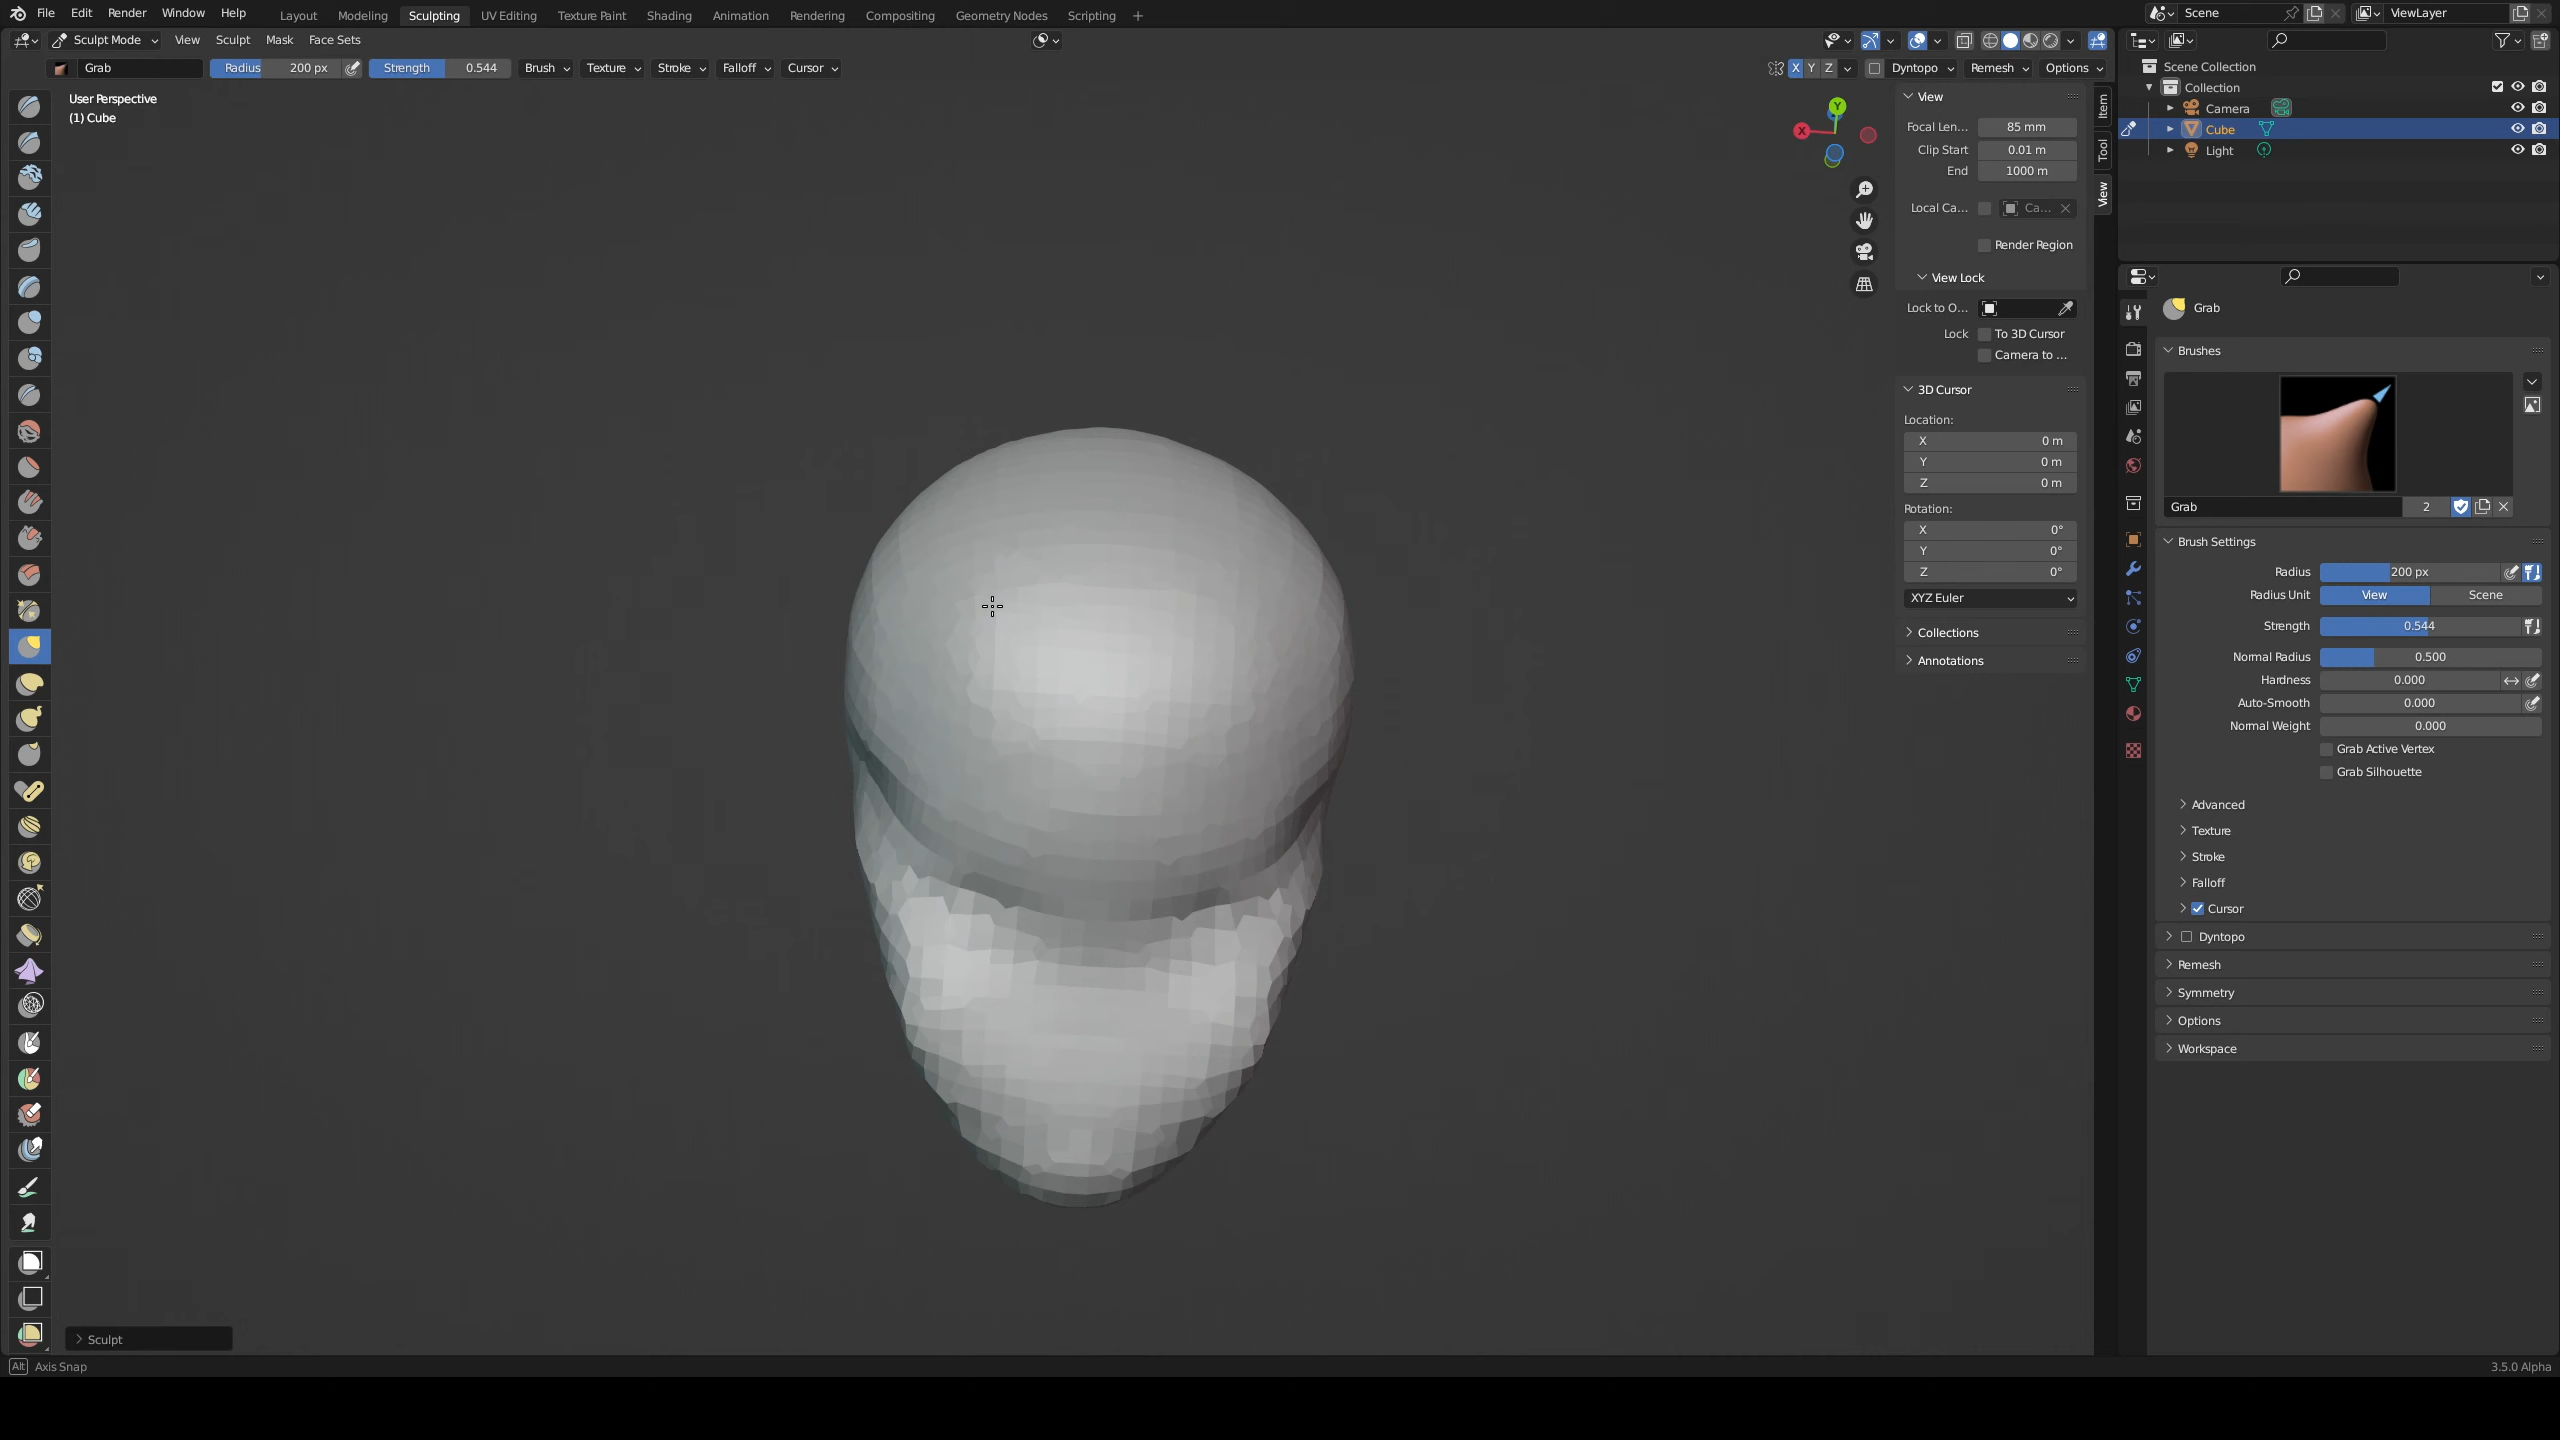 File Edit Render Window Help Layout Modeling Sculpting UV Editing Texture Paint Shading Animation Rendering Compositing Geometry Nodes Scripting + Scene ViewLayer
Sculpt Mode View Sculpt Mask Face Sets
Grab Radius 200 px Strength 0.544 Brush Texture Stroke Falloff Cursor X Y Z Dyntopo Remesh Options
User Perspective
(1) Cube
Y
X
View
Focal Len... 85 mm
Clip Start 0.01 m
End 1000 m
Local Ca... Ca...
Render Region
View Lock
Lock to O...
Lock To 3D Cursor
Camera to ...
3D Cursor
Location:
X 0 m
Y 0 m
Z 0 m
Rotation:
X 0°
Y 0°
Z 0°
XYZ Euler
Collections
Annotations
Item
Tool
View
Scene Collection
Collection
Camera
Cube
Light
Grab
Brushes
Grab 2
Brush Settings
Radius 200 px
Radius Unit View Scene
Strength 0.544
Normal Radius 0.500
Hardness 0.000
Auto-Smooth 0.000
Normal Weight 0.000
Grab Active Vertex
Grab Silhouette
Advanced
Texture
Stroke
Falloff
Cursor
Dyntopo
Remesh
Symmetry
Options
Workspace
Sculpt
Alt Axis Snap
3.5.0 Alpha